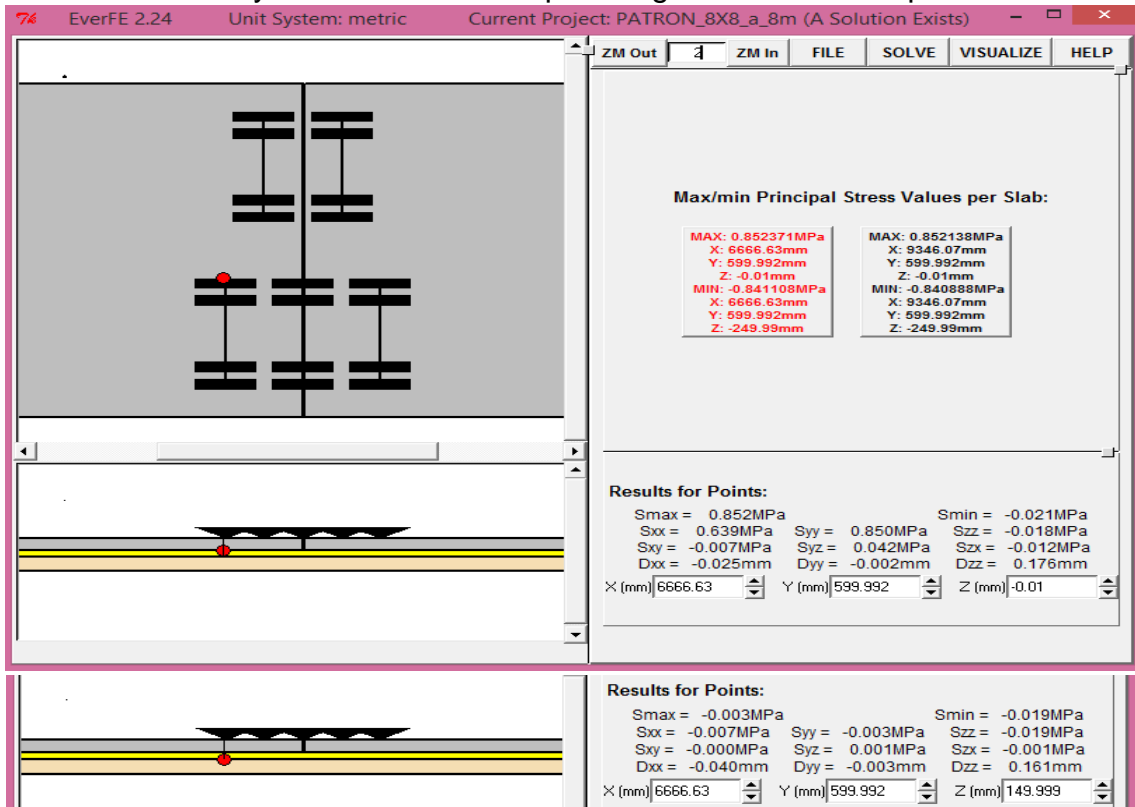 7% EverFE 2.24 Unit System: metric Current Project: PATRON_8X8_a_8m (A Solution Exists)
ZM Out 2 ZM In FILE SOLVE VISUALIZE HELP
Max/min Principal Stress Values per Slab:
MAX: 0.852371MPa
X: 6666.63mm
Y: 599.992mm
Z: -0.01mm
MIN: -0.841108MPa
X: 6666.63mm
Y: 599.992mm
Z: -249.99mm
MAX: 0.852138MPa
X: 9346.07mm
Y: 599.992mm
Z: -0.01mm
MIN: -0.840888MPa
X: 9346.07mm
Y: 599.992mm
Z: -249.99mm
Results for Points:
Smax = 0.852MPa Smin = -0.021MPa
Sxx = 0.639MPa Syy = 0.850MPa Szz = -0.018MPa
Sxy = -0.007MPa Syz = 0.042MPa Szx = -0.012MPa
Dxx = -0.025mm Dyy = -0.002mm Dzz = 0.176mm
X (mm) 6666.63 Y (mm) 599.992 Z (mm) -0.01
Results for Points:
Smax = -0.003MPa Smin = -0.019MPa
Sxx = -0.007MPa Syy = -0.003MPa Szz = -0.019MPa
Sxy = -0.000MPa Syz = 0.001MPa Szx = -0.001MPa
Dxx = -0.040mm Dyy = -0.003mm Dzz = 0.161mm
X (mm) 6666.63 Y (mm) 599.992 Z (mm) 149.999